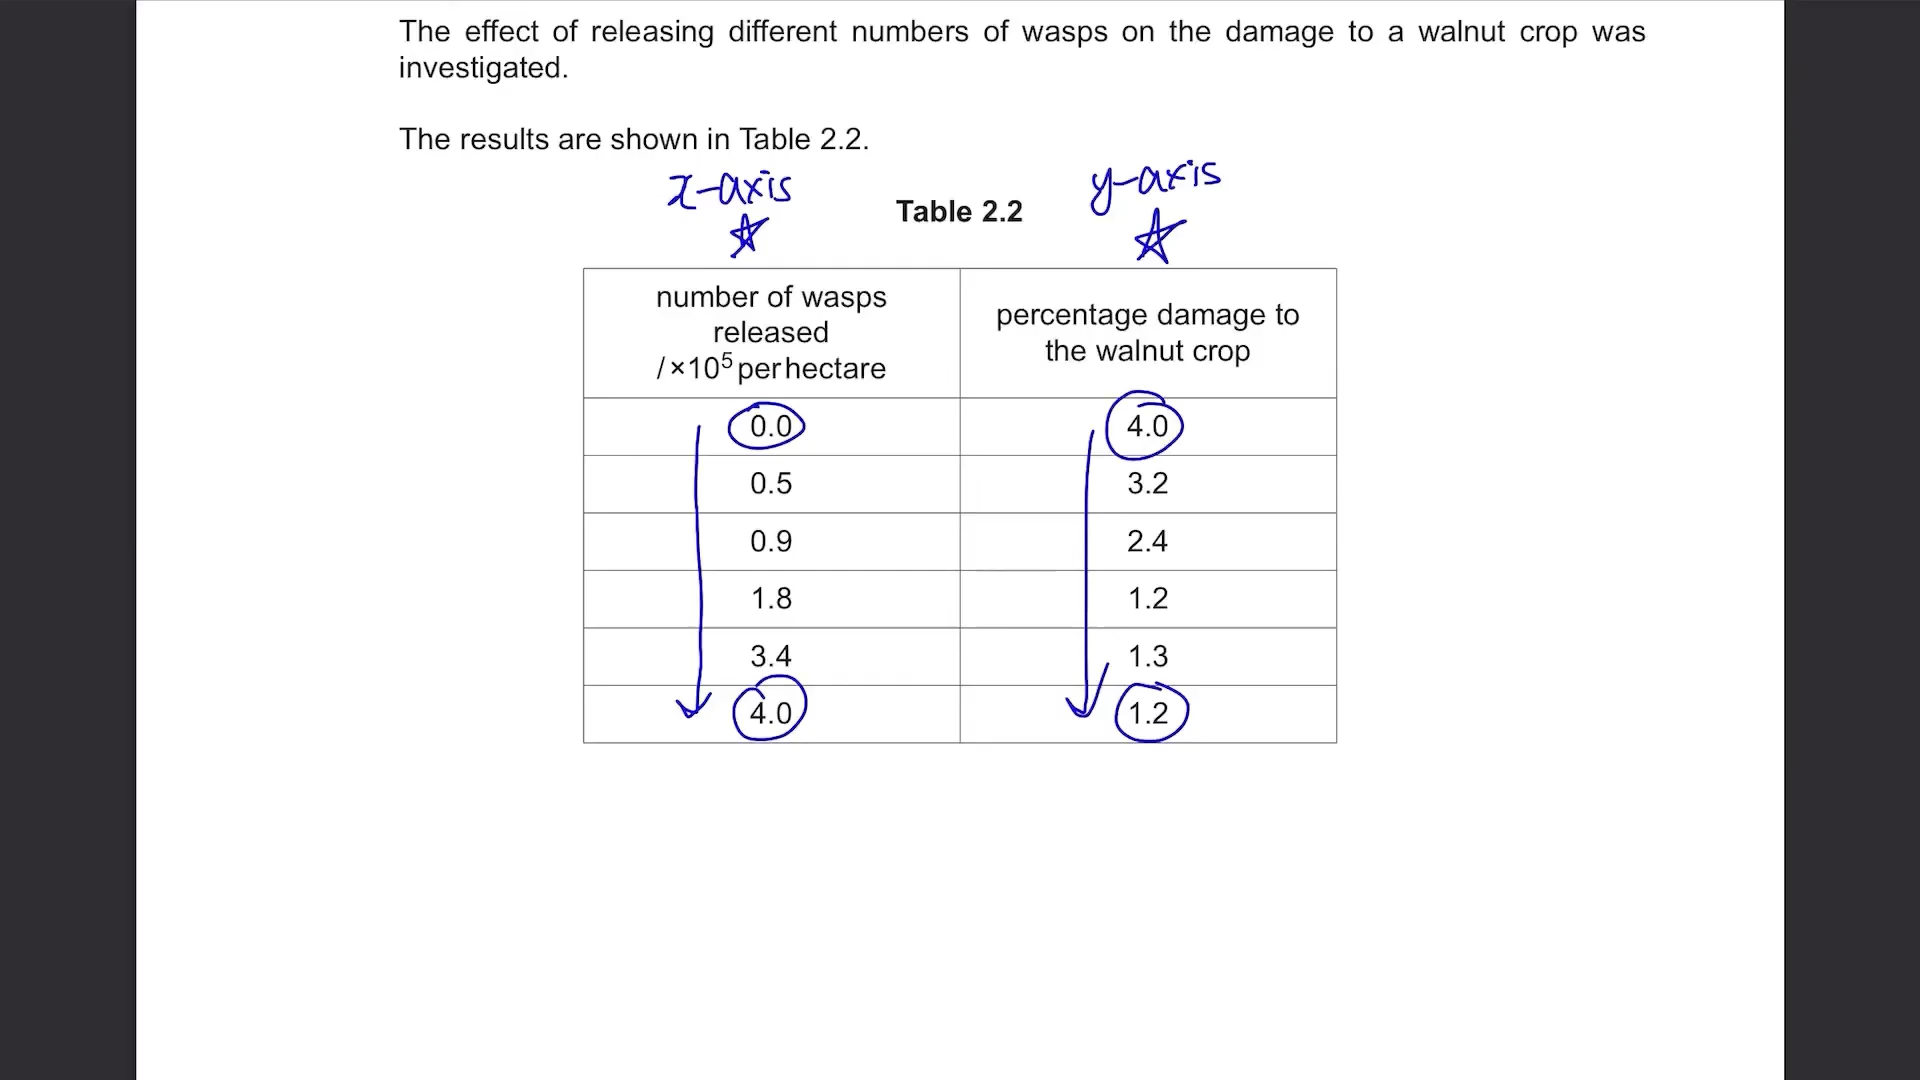 The effect of releasing different numbers of wasps on the damage to a walnut crop was
investigated.
The results are shown in Table 2.2.
x-axis
y-axis
Table 2.2
number of wasps
released
/ ×10⁵ per hectare
percentage damage to
the walnut crop
0.0 4.0
0.5 3.2
0.9 2.4
1.8 1.2
3.4 1.3
4.0 1.2